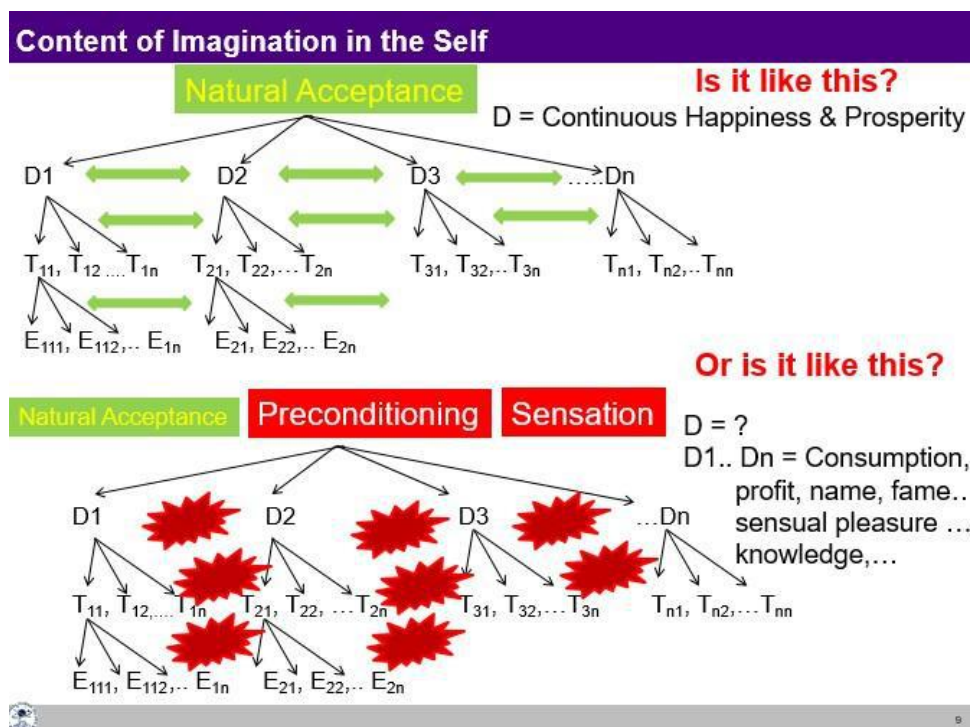 Content of Imagination in the Self
Natural Acceptance
Is it like this?
D = Continuous Happiness & Prosperity
D1 D2 D3 .....Dn
T₁₁, T₁₂ .... T₁ₙ T₂₁, T₂₂,... T₂ₙ T₃₁, T₃₂,.. T₃ₙ Tₙ₁, Tₙ₂,.. Tₙₙ
E₁₁₁, E₁₁₂,.. E₁ₙ E₂₁, E₂₂,.. E₂ₙ
Or is it like this?
Natural Acceptance Preconditioning Sensation
D = ?
D1.. Dn = Consumption,
profit, name, fame..
sensual pleasure ...
knowledge,...
D1 D2 D3 ...Dn
T₁₁, T₁₂,.... T₁ₙ T₂₁, T₂₂, ... T₂ₙ T₃₁, T₃₂,... T₃ₙ Tₙ₁, Tₙ₂,... Tₙₙ
E₁₁₁, E₁₁₂,.. E₁ₙ E₂₁, E₂₂,.. E₂ₙ
9